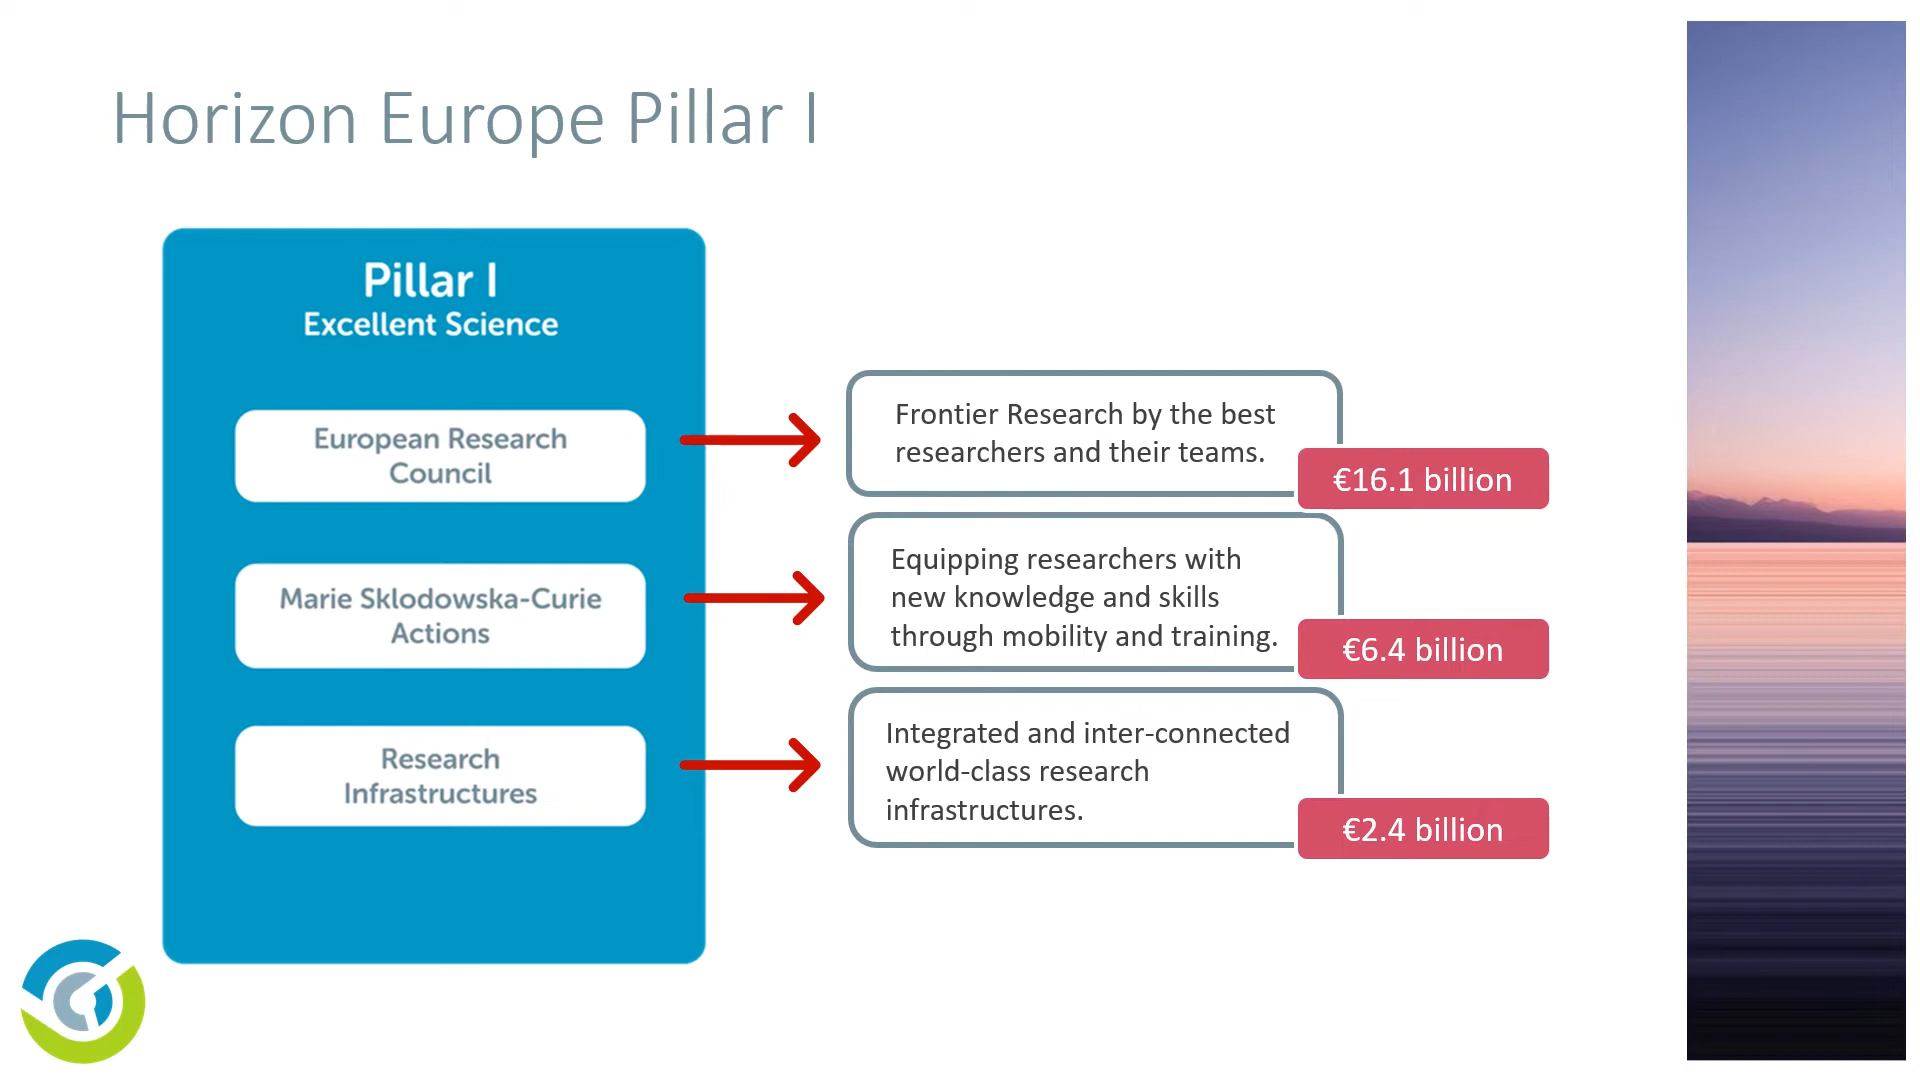 Horizon Europe Pillar I
Pillar I
Excellent Science
European Research
Council
Frontier Research by the best
researchers and their teams.
€16.1 billion
Marie Sklodowska-Curie
Actions
Equipping researchers with
new knowledge and skills
through mobility and training.
€6.4 billion
Research
Infrastructures
Integrated and inter-connected
world-class research
infrastructures.
€2.4 billion